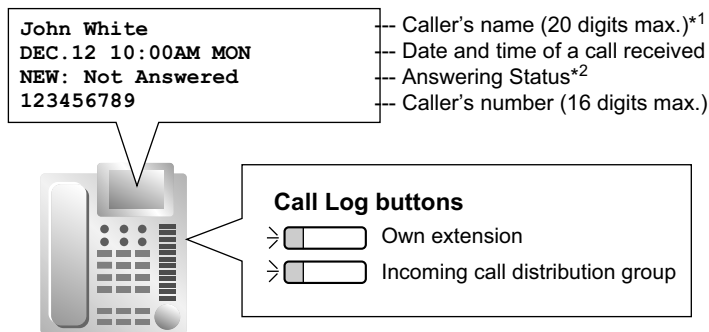 John White --- Caller's name (20 digits max.)*1
DEC.12 10:00AM MON --- Date and time of a call received
NEW: Not Answered --- Answering Status*2
123456789 --- Caller's number (16 digits max.)
Call Log buttons
Own extension
Incoming call distribution group